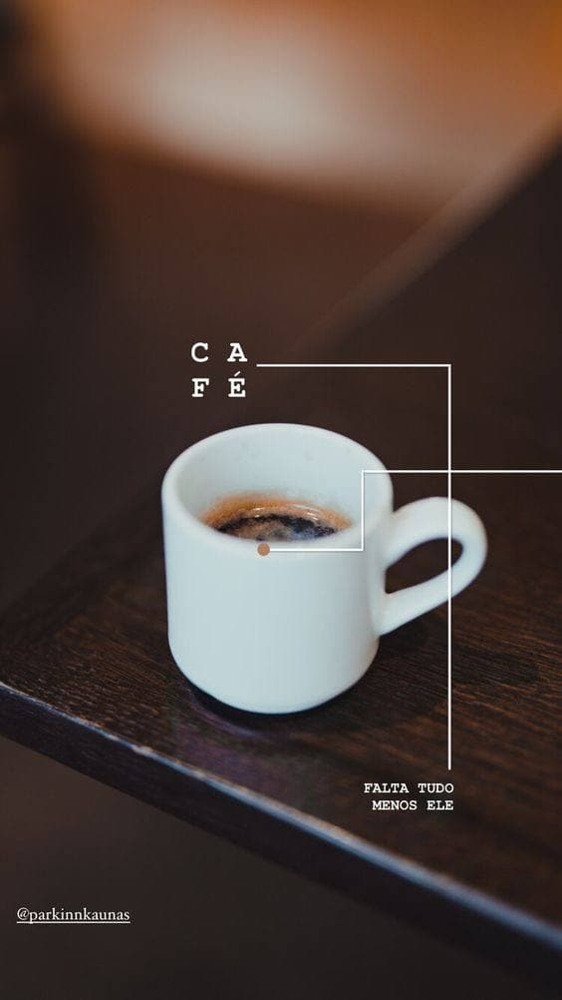 C A
F É
FALTA TUDO
MENOS ELE
@parkinnkaunas